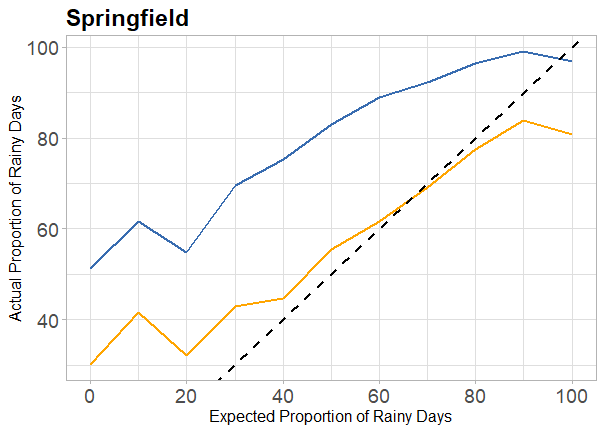 Springfield
100
80
60
40
Actual Proportion of Rainy Days
0 20 40 60 80 100
Expected Proportion of Rainy Days